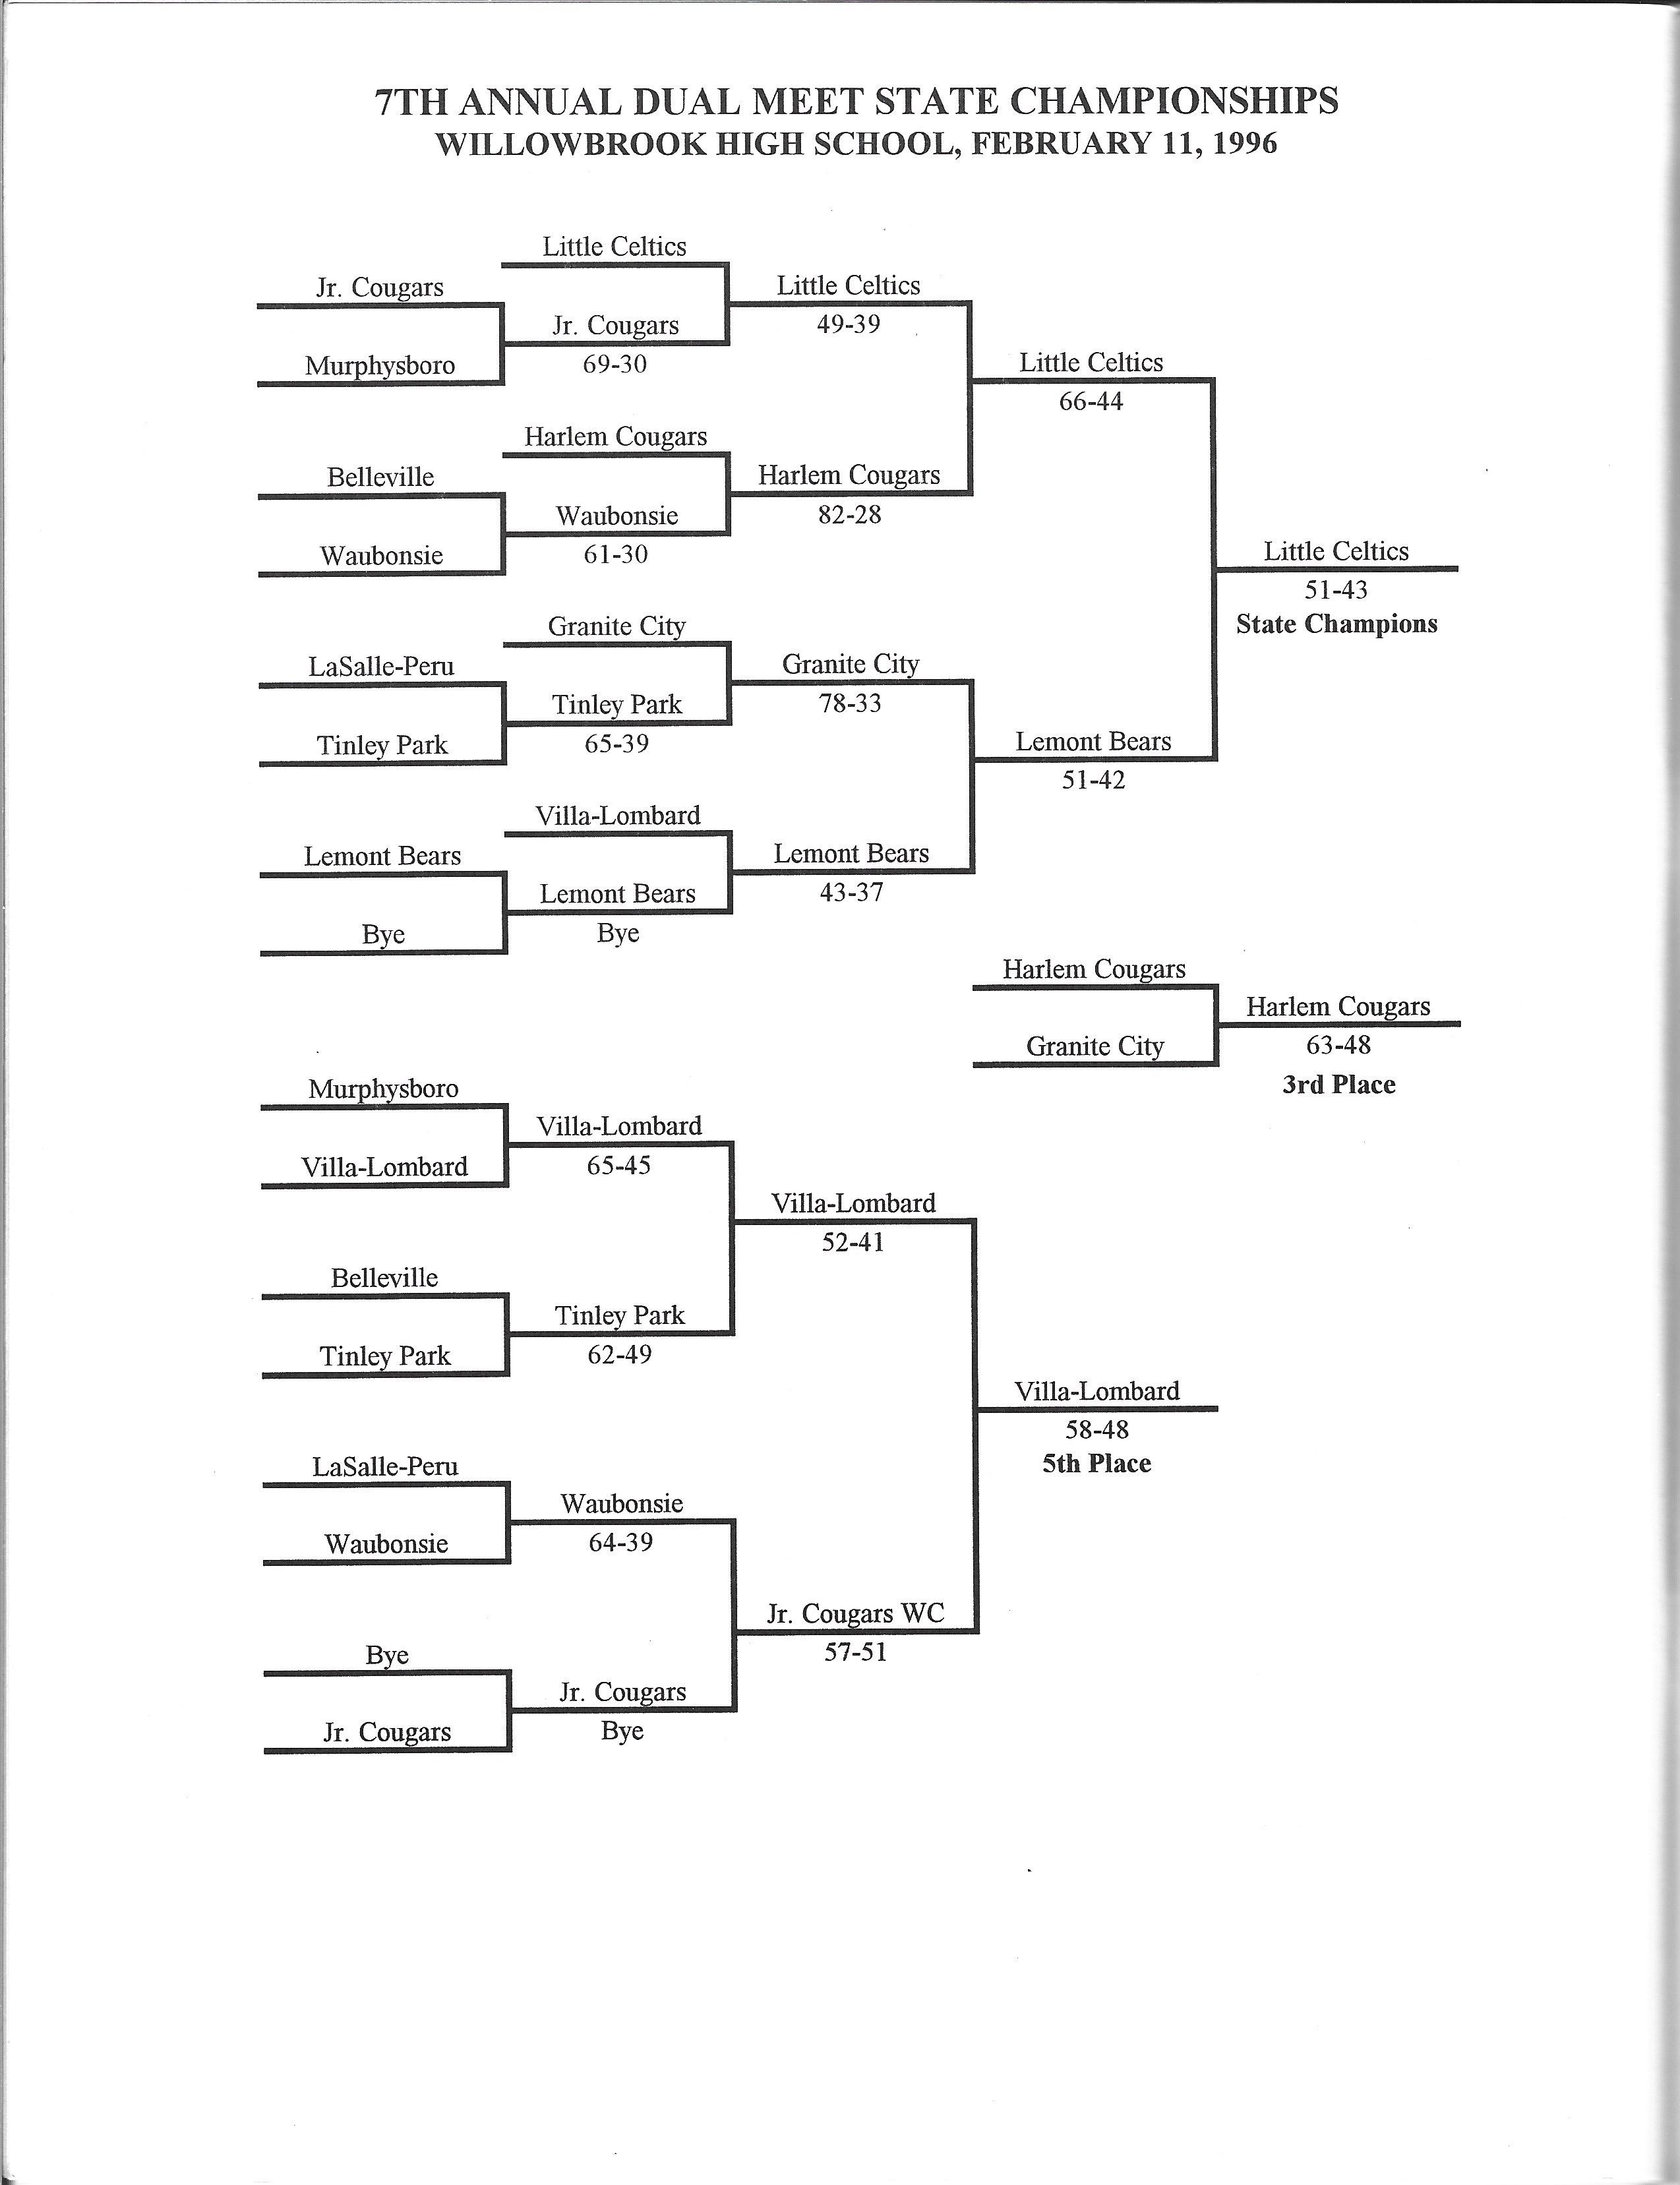 7TH ANNUAL DUAL MEET STATE CHAMPIONSHIPS
WILLOWBROOK HIGH SCHOOL, FEBRUARY 11, 1996
Little Celtics
Jr. Cougars
Little Celtics
Jr. Cougars
49-39
Murphysboro
69-30
Little Celtics
66-44
Harlem Cougars
Belleville
Harlem Cougars
Waubonsie
82-28
Waubonsie
61-30
Little Celtics
51-43
State Champions
Granite City
LaSalle-Peru
Granite City
Tinley Park
78-33
Tinley Park
65-39
Lemont Bears
51-42
Villa-Lombard
Lemont Bears
Lemont Bears
Lemont Bears
43-37
Bye
Bye
Harlem Cougars
Harlem Cougars
Granite City
63-48
3rd Place
Murphysboro
Villa-Lombard
Villa-Lombard
65-45
Villa-Lombard
52-41
Belleville
Tinley Park
Tinley Park
62-49
Villa-Lombard
58-48
5th Place
LaSalle-Peru
Waubonsie
Waubonsie
64-39
Jr. Cougars WC
57-51
Bye
Jr. Cougars
Jr. Cougars
Bye